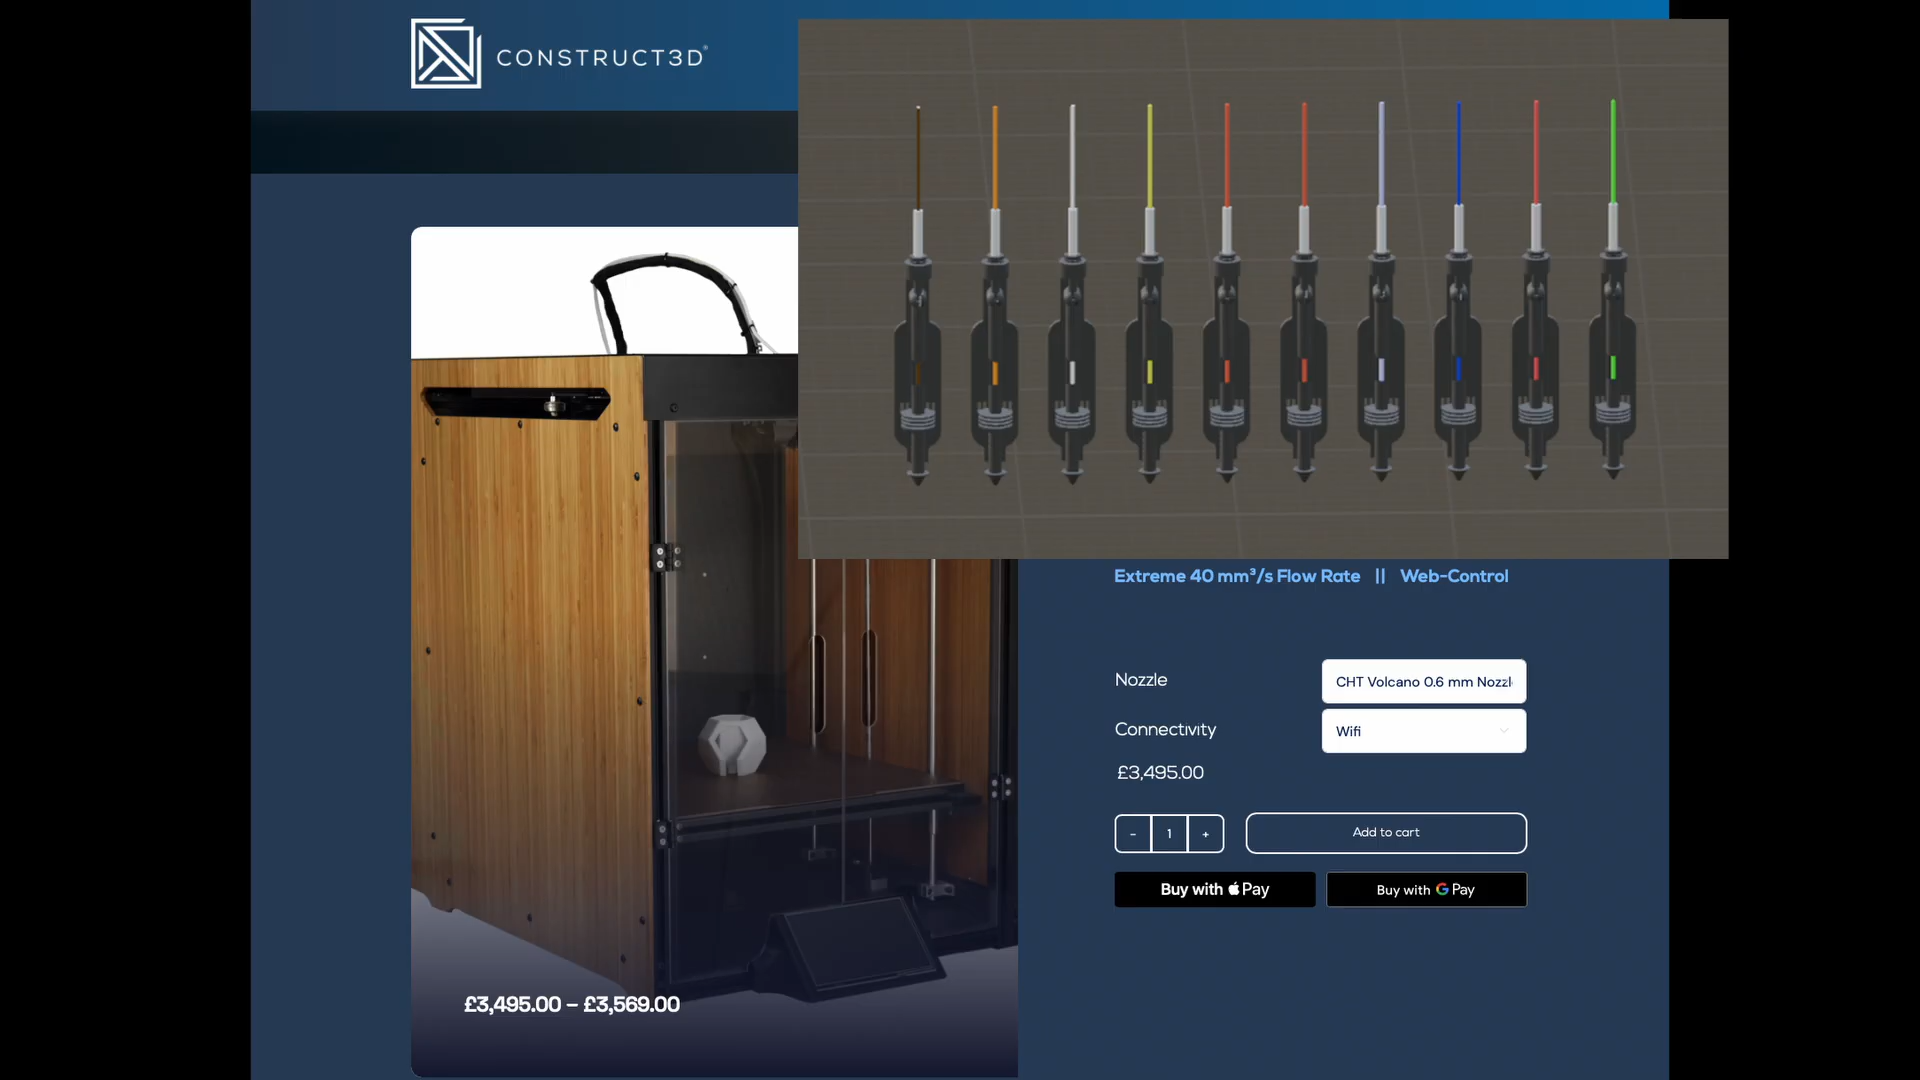 CONSTRUCT3D®
Extreme 40 mm³/s Flow Rate || Web-Control
Nozzle
CHT Volcano 0.6 mm Nozzl
Connectivity
Wifi
£3,495.00
- 1 +
Add to cart
Buy with Pay
Buy with G Pay
£3,495.00 – £3,569.00